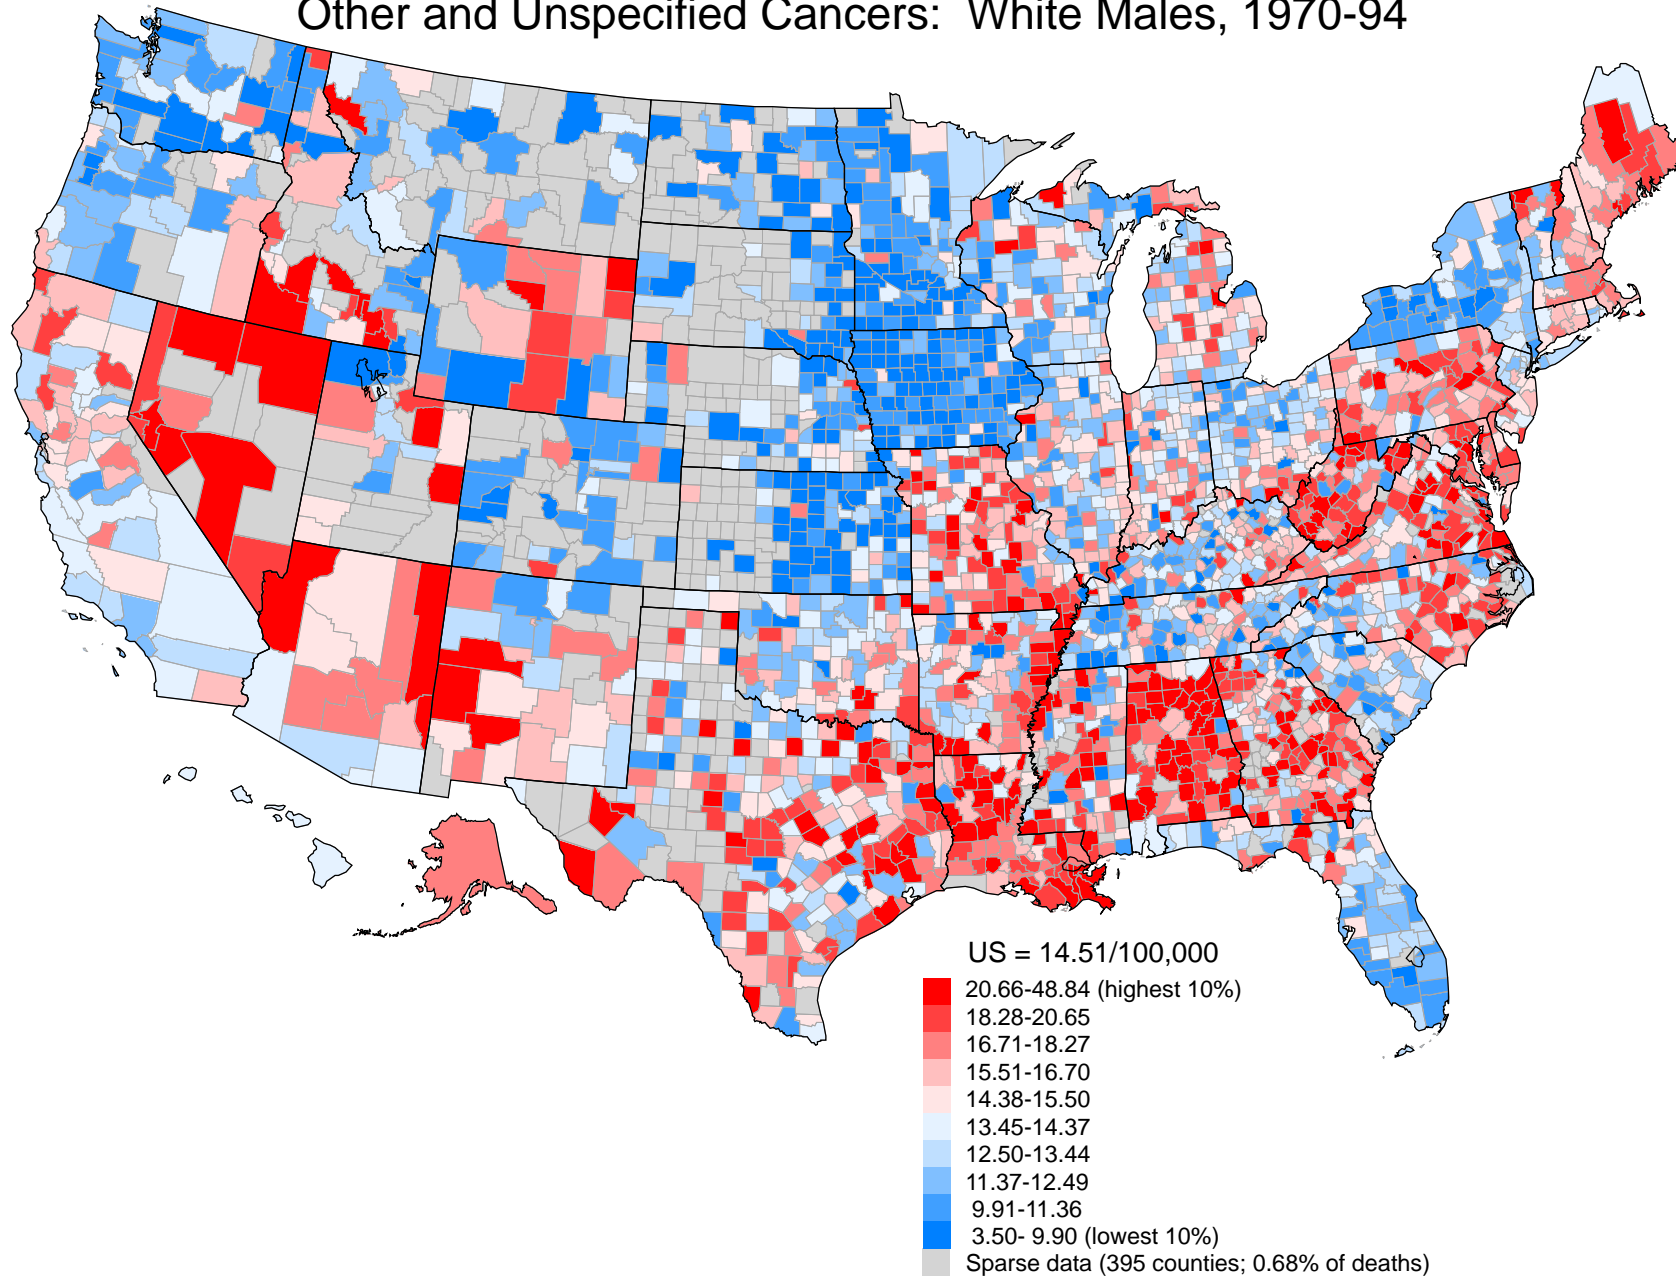 Other and Unspecified Cancers: White Males, 1970-94
US = 14.51/100,000
20.66-48.84 (highest 10%)
18.28-20.65
16.71-18.27
15.51-16.70
14.38-15.50
13.45-14.37
12.50-13.44
11.37-12.49
9.91-11.36
3.50- 9.90 (lowest 10%)
Sparse data (395 counties; 0.68% of deaths)